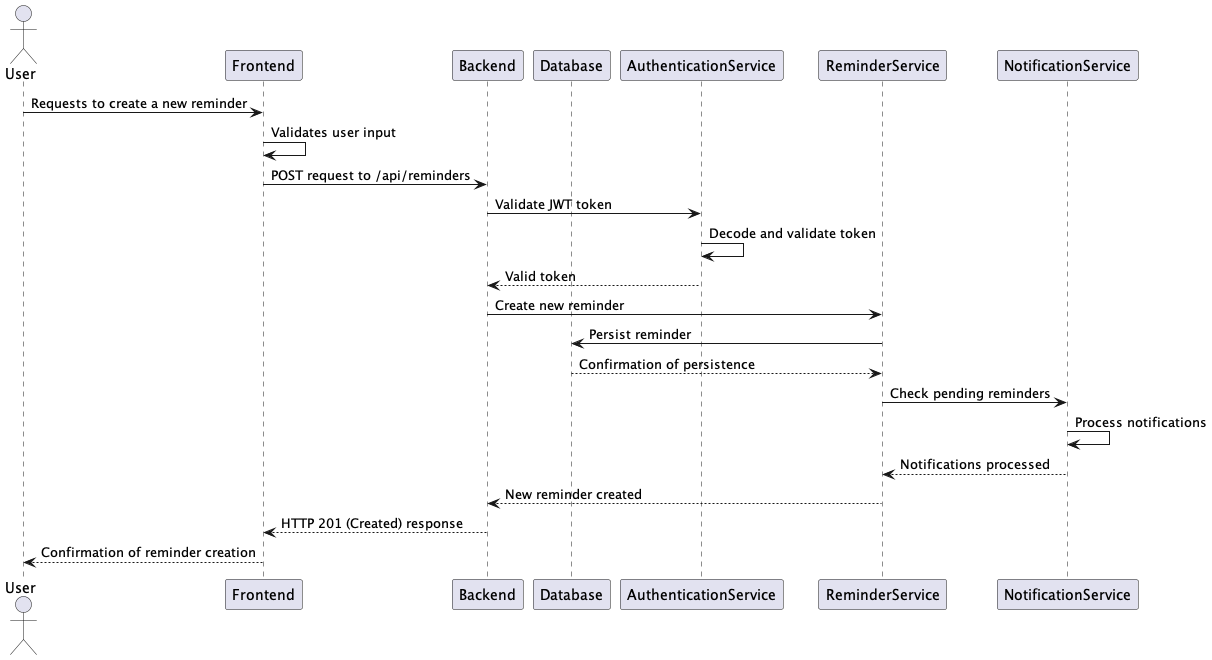 User
Frontend
Backend
Database
AuthenticationService
ReminderService
NotificationService
Requests to create a new reminder
Validates user input
POST request to /api/reminders
Validate JWT token
Decode and validate token
Valid token
Create new reminder
Persist reminder
Confirmation of persistence
Check pending reminders
Process notifications
Notifications processed
New reminder created
HTTP 201 (Created) response
Confirmation of reminder creation
User
Frontend
Backend
Database
AuthenticationService
ReminderService
NotificationService